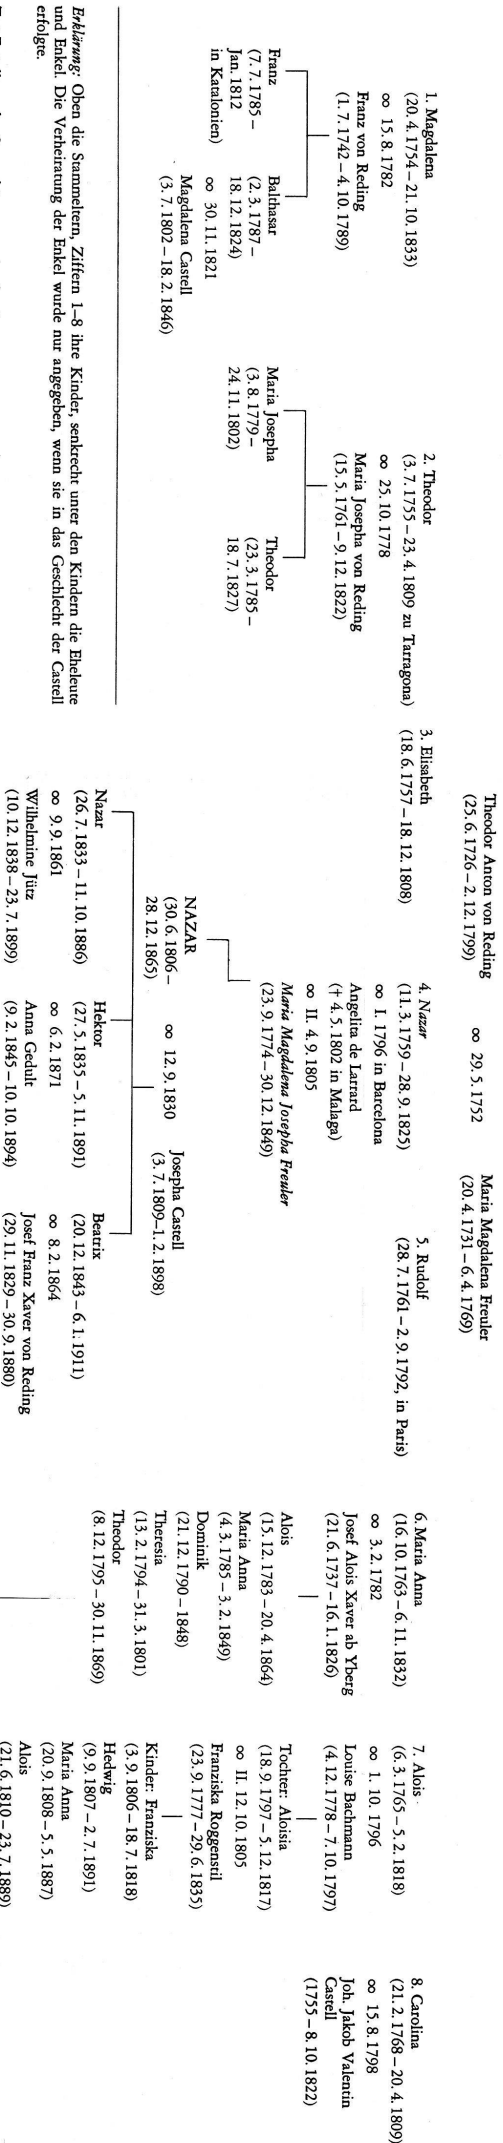 Theodor Anton von Reding ∞ 29. 5. 1752 Maria Magdalena Freuler
(25. 6. 1726 – 2. 12. 1799) (20. 4. 1731 – 6. 4. 1769)
1. Magdalena
(20. 4. 1754 – 21. 10. 1833)
∞ 15. 8. 1782
Franz von Reding
(1. 7. 1742 – 4. 10. 1789)
Franz
(7. 7. 1785 –
Jan. 1812
in Katalonien)
Balthasar
(2. 3. 1787 –
18. 12. 1824)
∞ 30. 11. 1821
Magdalena Castell
(3. 7. 1802 – 18. 2. 1846)
2. Theodor
(3. 7. 1755 – 23. 4. 1809 zu Tarragona)
∞ 25. 10. 1778
Maria Josepha von Reding
(15. 5. 1761 – 9. 12. 1822)
Maria Josepha
(3. 8. 1779 –
24. 11. 1802)
Theodor
(23. 3. 1785 –
18. 7. 1827)
3. Elisabeth
(18. 6. 1757 – 18. 12. 1808)
4. Nazar
(11. 3. 1759 – 28. 9. 1825)
∞ I. 1796 in Barcelona
Angelita de Larrard
(† 4. 5. 1802 in Malaga)
∞ II. 4. 9. 1805
Maria Magdalena Josepha Freuler
(23. 9. 1774 – 30. 12. 1849)
NAZAR ∞ 12. 9. 1830 Josepha Castell
(30. 6. 1806 – (3. 7. 1809–1. 2. 1898)
28. 12. 1865)
Nazar
(26. 7. 1833 – 11. 10. 1886)
∞ 9. 9. 1861
Wilhelmine Jütz
(10. 12. 1838 – 23. 7. 1899)
Hektor
(27. 5. 1835 – 5. 11. 1891)
∞ 6. 2. 1871
Anna Gedult
(9. 2. 1845 – 10. 10. 1894)
Beatrix
(20. 12. 1843 – 6. 1. 1911)
∞ 8. 2. 1864
Josef Franz Xaver von Reding
(29. 11. 1829 – 30. 9. 1880)
5. Rudolf
(28. 7. 1761 – 2. 9. 1792, in Paris)
6. Maria Anna
(16. 10. 1763 – 6. 11. 1832)
∞ 3. 2. 1782
Josef Alois Xaver ab Yberg
(21. 6. 1737 – 16. 1. 1826)
Alois
(15. 12. 1783 – 20. 4. 1864)
Maria Anna
(4. 3. 1785 – 3. 2. 1849)
Dominik
(21. 12. 1790 – 1848)
Theresia
(13. 2. 1794 – 31. 3. 1801)
Theodor
(8. 12. 1795 – 30. 11. 1869)
7. Alois
(6. 3. 1765 – 5. 2. 1818)
∞ 1. 10. 1796
Louise Bachmann
(4. 12. 1778 – 7. 10. 1797)
Tochter: Aloisia
(18. 9. 1797 – 5. 12. 1817)
∞ II. 12. 10. 1805
Franziska Roggenstil
(23. 9. 1777 – 29. 6. 1835)
Kinder: Franziska
(3. 9. 1806 – 18. 7. 1818)
Hedwig
(9. 9. 1807 – 2. 7. 1891)
Maria Anna
(20. 9. 1808 – 5. 5. 1887)
Alois
(21. 6. 1810 – 23. 7. 1889)
8. Carolina
(21. 2. 1768 – 20. 4. 1809)
∞ 15. 8. 1798
Joh. Jakob Valentin
Castell
(1755 – 8. 10. 1822)
Erklärung: Oben die Stammeltern, Ziffern 1–8 ihre Kinder, senkrecht unter den Kindern die Eheleute
und Enkel. Die Verheiratung der Enkel wurde nur angegeben, wenn sie in das Geschlecht der Castell
erfolgte.